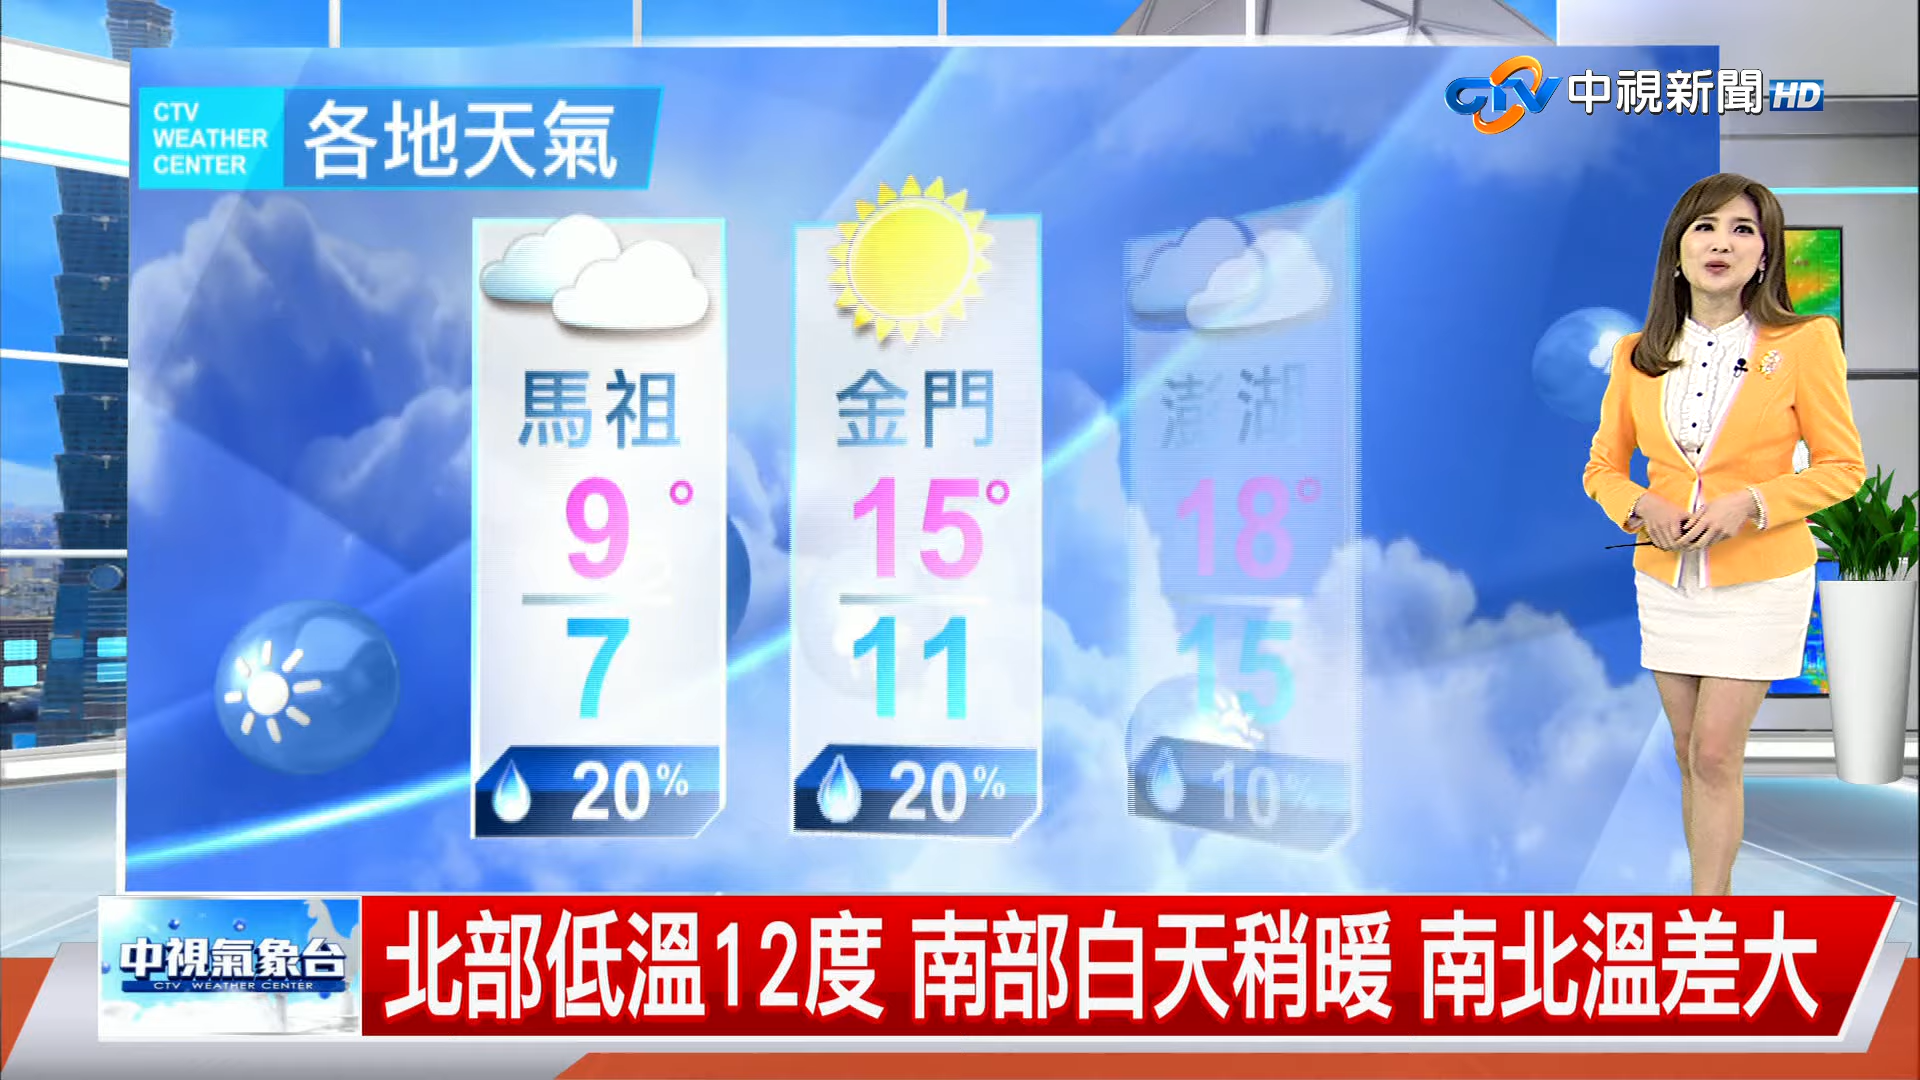 CTV
WEATHER
CENTER
各地天氣
CTV 中視新聞 HD
馬祖
9°
7
20%
金門
15°
11
20%
澎湖
18°
15
10%
中視氣象台
CTV WEATHER CENTER
北部低溫12度 南部白天稍暖 南北溫差大